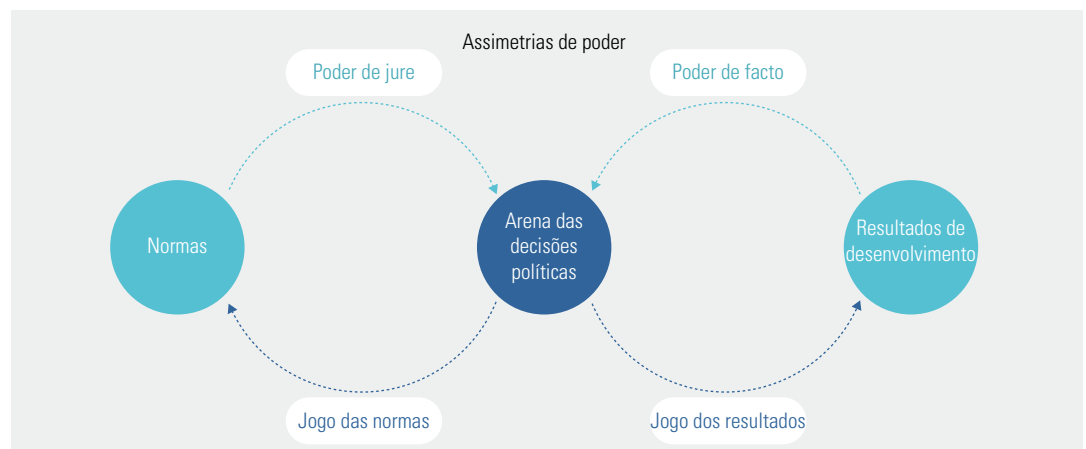 Assimetrias de poder
Poder de jure
Poder de facto
Normas
Arena das
decisões
políticas
Resultados de
desenvolvimento
Jogo das normas
Jogo dos resultados